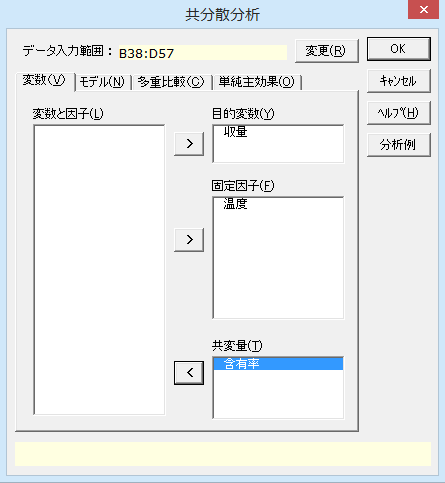 共分散分析
データ入力範囲： B38:D57
変更(R)
OK
キャンセル
ヘルプ(H)
分析例
変数(V)
モデル(N)
多重比較(C)
単純主効果(O)
変数と因子(L)
目的変数(Y)
収量
固定因子(F)
温度
共変量(T)
含有率